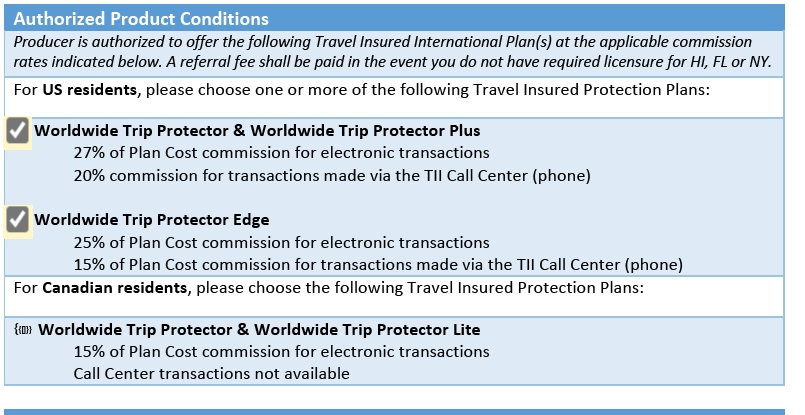 Authorized Product Conditions
Producer is authorized to offer the following Travel Insured International Plan(s) at the applicable commission
rates indicated below. A referral fee shall be paid in the event you do not have required licensure for HI, FL or NY.
For US residents, please choose one or more of the following Travel Insured Protection Plans:
Worldwide Trip Protector & Worldwide Trip Protector Plus
27% of Plan Cost commission for electronic transactions
20% commission for transactions made via the TII Call Center (phone)
Worldwide Trip Protector Edge
25% of Plan Cost commission for electronic transactions
15% of Plan Cost commission for transactions made via the TII Call Center (phone)
For Canadian residents, please choose the following Travel Insured Protection Plans:
Worldwide Trip Protector & Worldwide Trip Protector Lite
15% of Plan Cost commission for electronic transactions
Call Center transactions not available